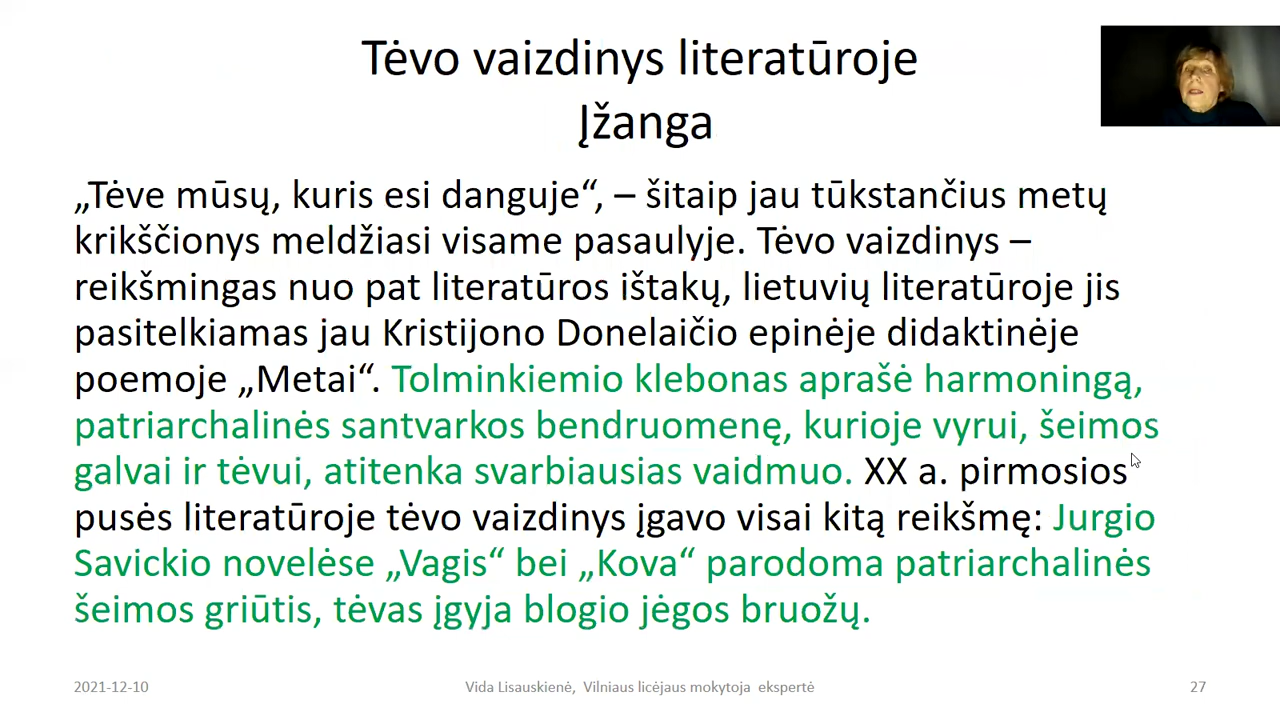 Tėvo vaizdinys literatūroje
Įžanga
„Tėve mūsų, kuris esi danguje“, – šitaip jau tūkstančius metų
krikščionys meldžiasi visame pasaulyje. Tėvo vaizdinys –
reikšmingas nuo pat literatūros ištakų, lietuvių literatūroje jis
pasitelkiamas jau Kristijono Donelaičio epinėje didaktinėje
poemoje „Metai“. Tolminkiemio klebonas aprašė harmoningą,
patriarchalinės santvarkos bendruomenę, kurioje vyrui, šeimos
galvai ir tėvui, atitenka svarbiausias vaidmuo. XX a. pirmosios
pusės literatūroje tėvo vaizdinys įgavo visai kitą reikšmę: Jurgio
Savickio novelėse „Vagis“ bei „Kova“ parodoma patriarchalinės
šeimos griūtis, tėvas įgyja blogio jėgos bruožų.
2021-12-10
Vida Lisauskienė, Vilniaus licėjaus mokytoja ekspertė
27